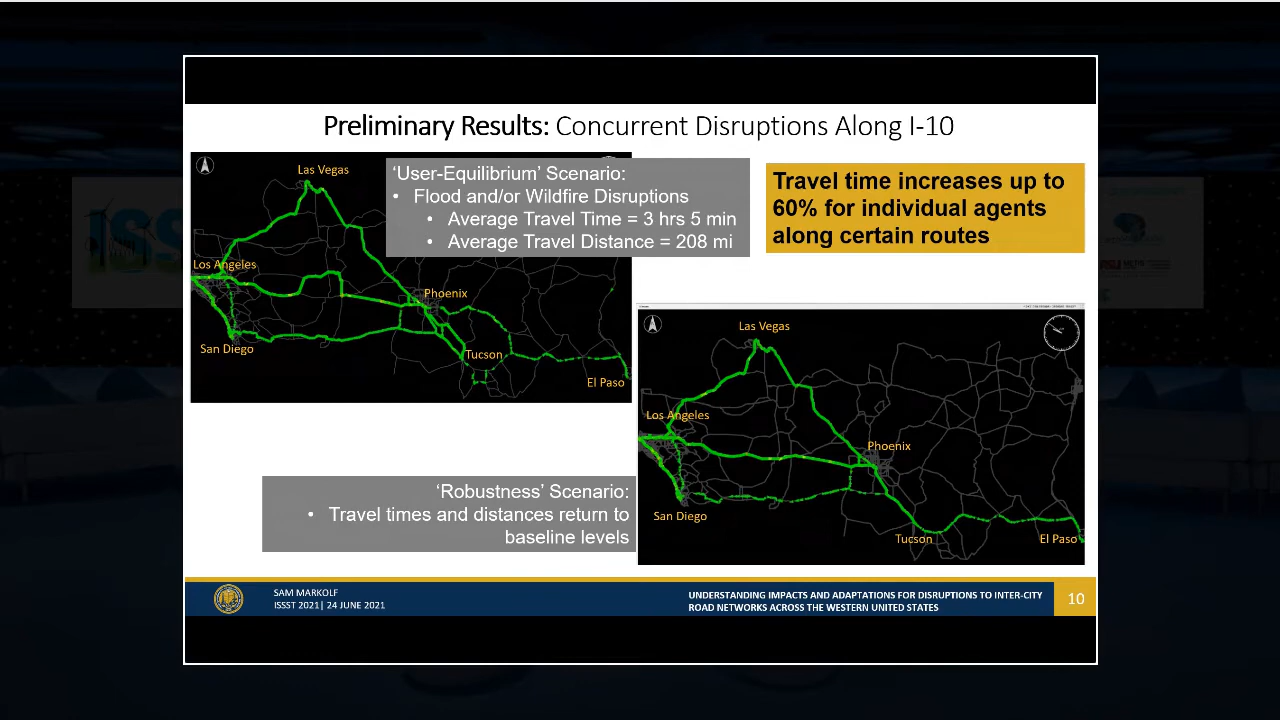 Preliminary Results: Concurrent Disruptions Along I-10
Las Vegas
Los Angeles
Phoenix
San Diego
Tucson
El Paso
‘User-Equilibrium’ Scenario:
• Flood and/or Wildfire Disruptions
• Average Travel Time = 3 hrs 5 min
• Average Travel Distance = 208 mi
Travel time increases up to
60% for individual agents
along certain routes
Las Vegas
Los Angeles
Phoenix
San Diego
Tucson
El Paso
‘Robustness’ Scenario:
• Travel times and distances return to
baseline levels
SAM MARKOLF
ISSST 2021| 24 JUNE 2021
UNDERSTANDING IMPACTS AND ADAPTATIONS FOR DISRUPTIONS TO INTER-CITY
ROAD NETWORKS ACROSS THE WESTERN UNITED STATES
10